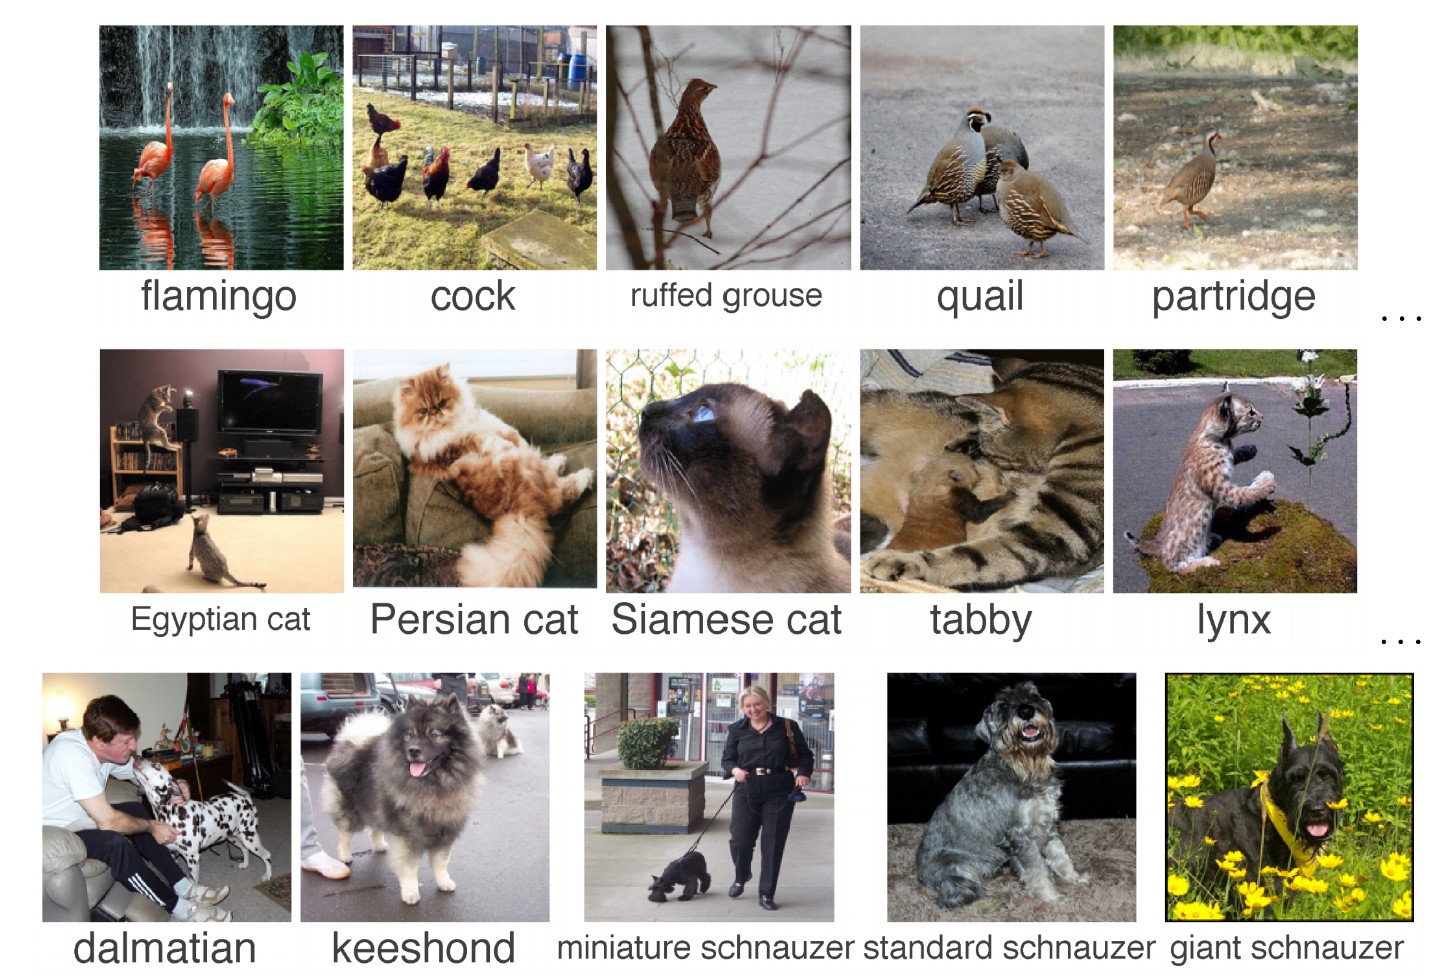 flamingo cock ruffed grouse quail partridge ...
Egyptian cat Persian cat Siamese cat tabby lynx ...
dalmatian keeshond miniature schnauzer standard schnauzer giant schnauzer